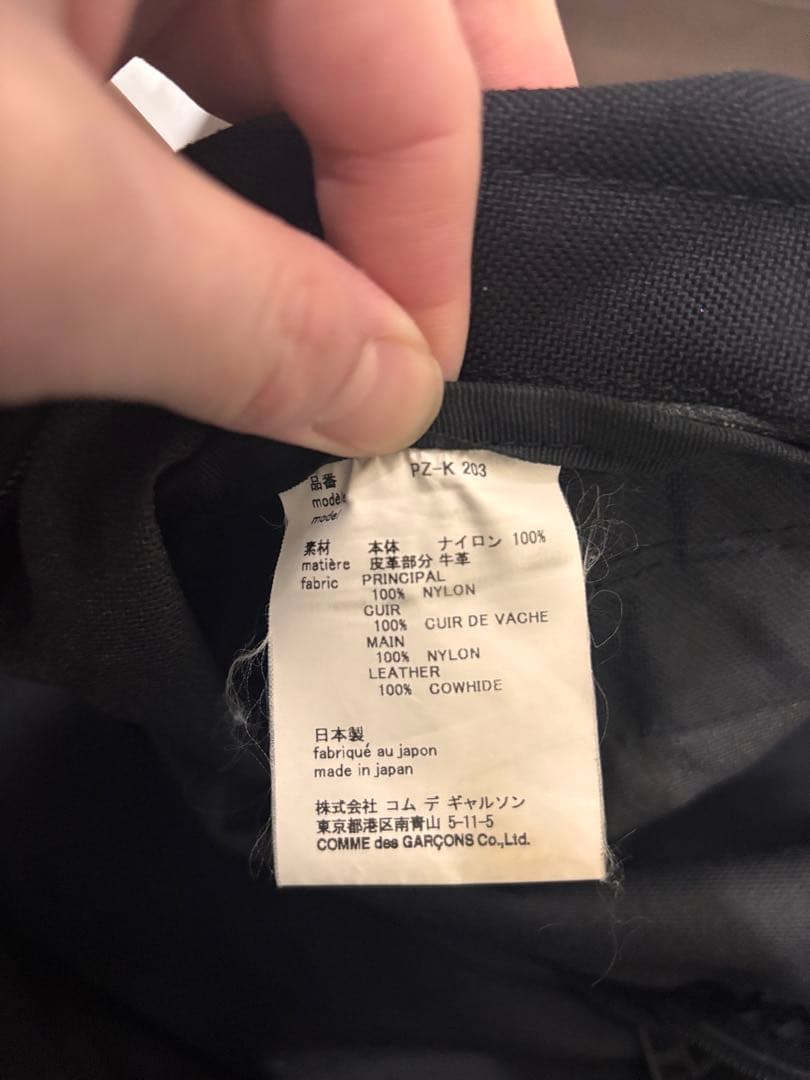 品番 PZ-K 203
modèle
model
素材 本体 ナイロン 100%
matière 皮革部分 牛革
fabric PRINCIPAL
100% NYLON
CUIR
100% CUIR DE VACHE
MAIN
100% NYLON
LEATHER
100% COWHIDE
日本製
fabriqué au japon
made in japan
株式会社 コム デ ギャルソン
東京都港区南青山 5-11-5
COMME des GARÇONS Co.,Ltd.